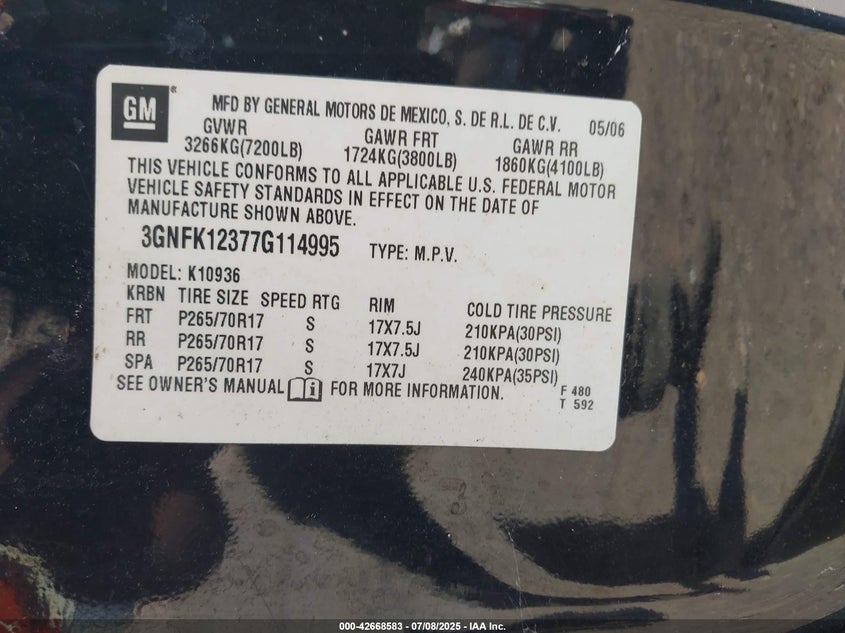 GM
MFD BY GENERAL MOTORS DE MEXICO, S. DE R.L. DE C.V. 05/06
GVWR GAWR FRT GAWR RR
3266KG(7200LB) 1724KG(3800LB) 1860KG(4100LB)
THIS VEHICLE CONFORMS TO ALL APPLICABLE U.S. FEDERAL MOTOR
VEHICLE SAFETY STANDARDS IN EFFECT ON THE DATE OF
MANUFACTURE SHOWN ABOVE.
3GNFK12377G114995 TYPE: M.P.V.
MODEL: K10936
KRBN TIRE SIZE SPEED RTG RIM COLD TIRE PRESSURE
FRT P265/70R17 S 17X7.5J 210KPA(30PSI)
RR P265/70R17 S 17X7.5J 210KPA(30PSI)
SPA P265/70R17 S 17X7J 240KPA(35PSI)
SEE OWNER'S MANUAL FOR MORE INFORMATION.
F 480
T 592
000-42668583 / 07/08/2025 - IAA Inc.